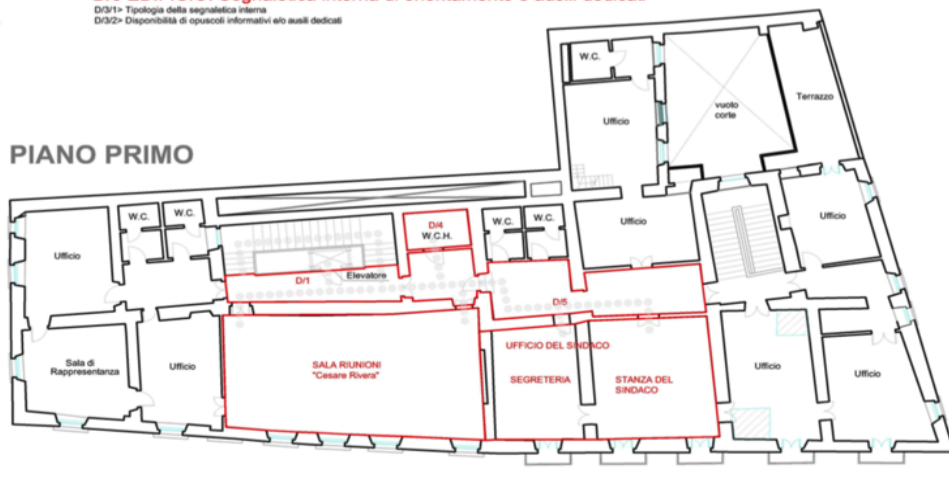 D/3/1> Tipologia della segnaletica interna
D/3/2> Disponibilità di opuscoli informativi e/o ausili dedicati
PIANO PRIMO
W.C.
Ufficio
vuoto
corte
Terrazzo
W.C.
W.C.
D/4
W.C.H.
W.C.
W.C.
Ufficio
Ufficio
Ufficio
D/1
Elevatore
D/5
Sala di
Rappresentanza
Ufficio
SALA RIUNIONI
"Cesare Rivera"
UFFICIO DEL SINDACO
SEGRETERIA
STANZA DEL
SINDACO
Ufficio
Ufficio